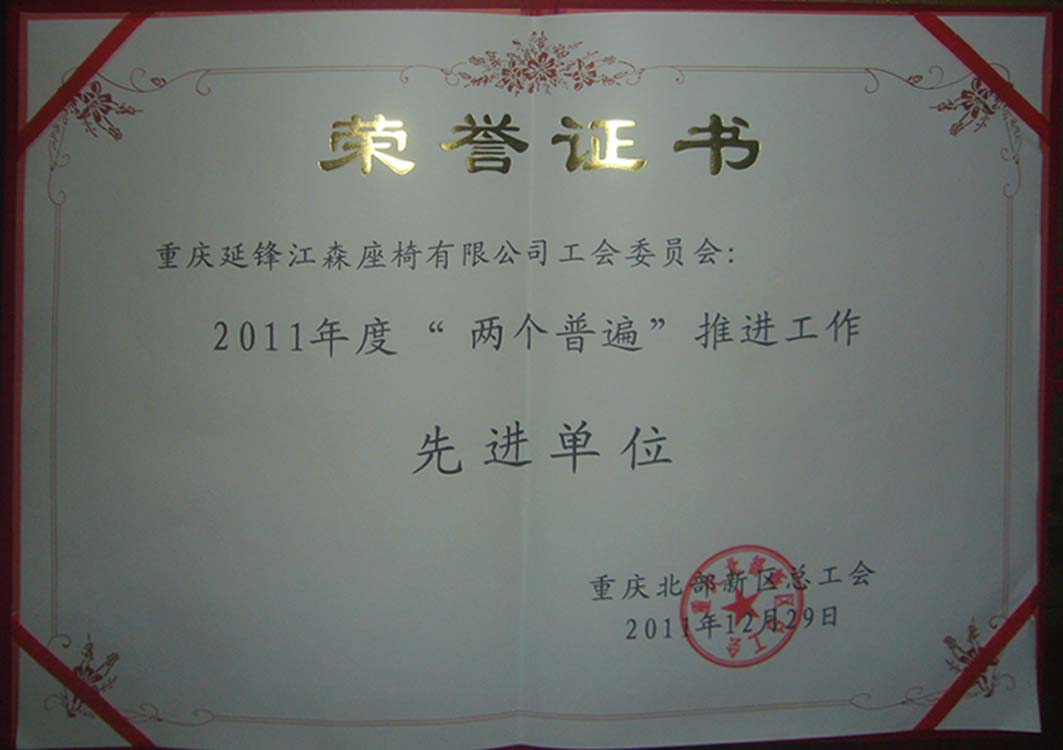 荣誉证书
重庆延锋江森座椅有限公司工会委员会:
2011年度“两个普遍”推进工作
先进单位
重庆北部新区总工会
2011年12月29日